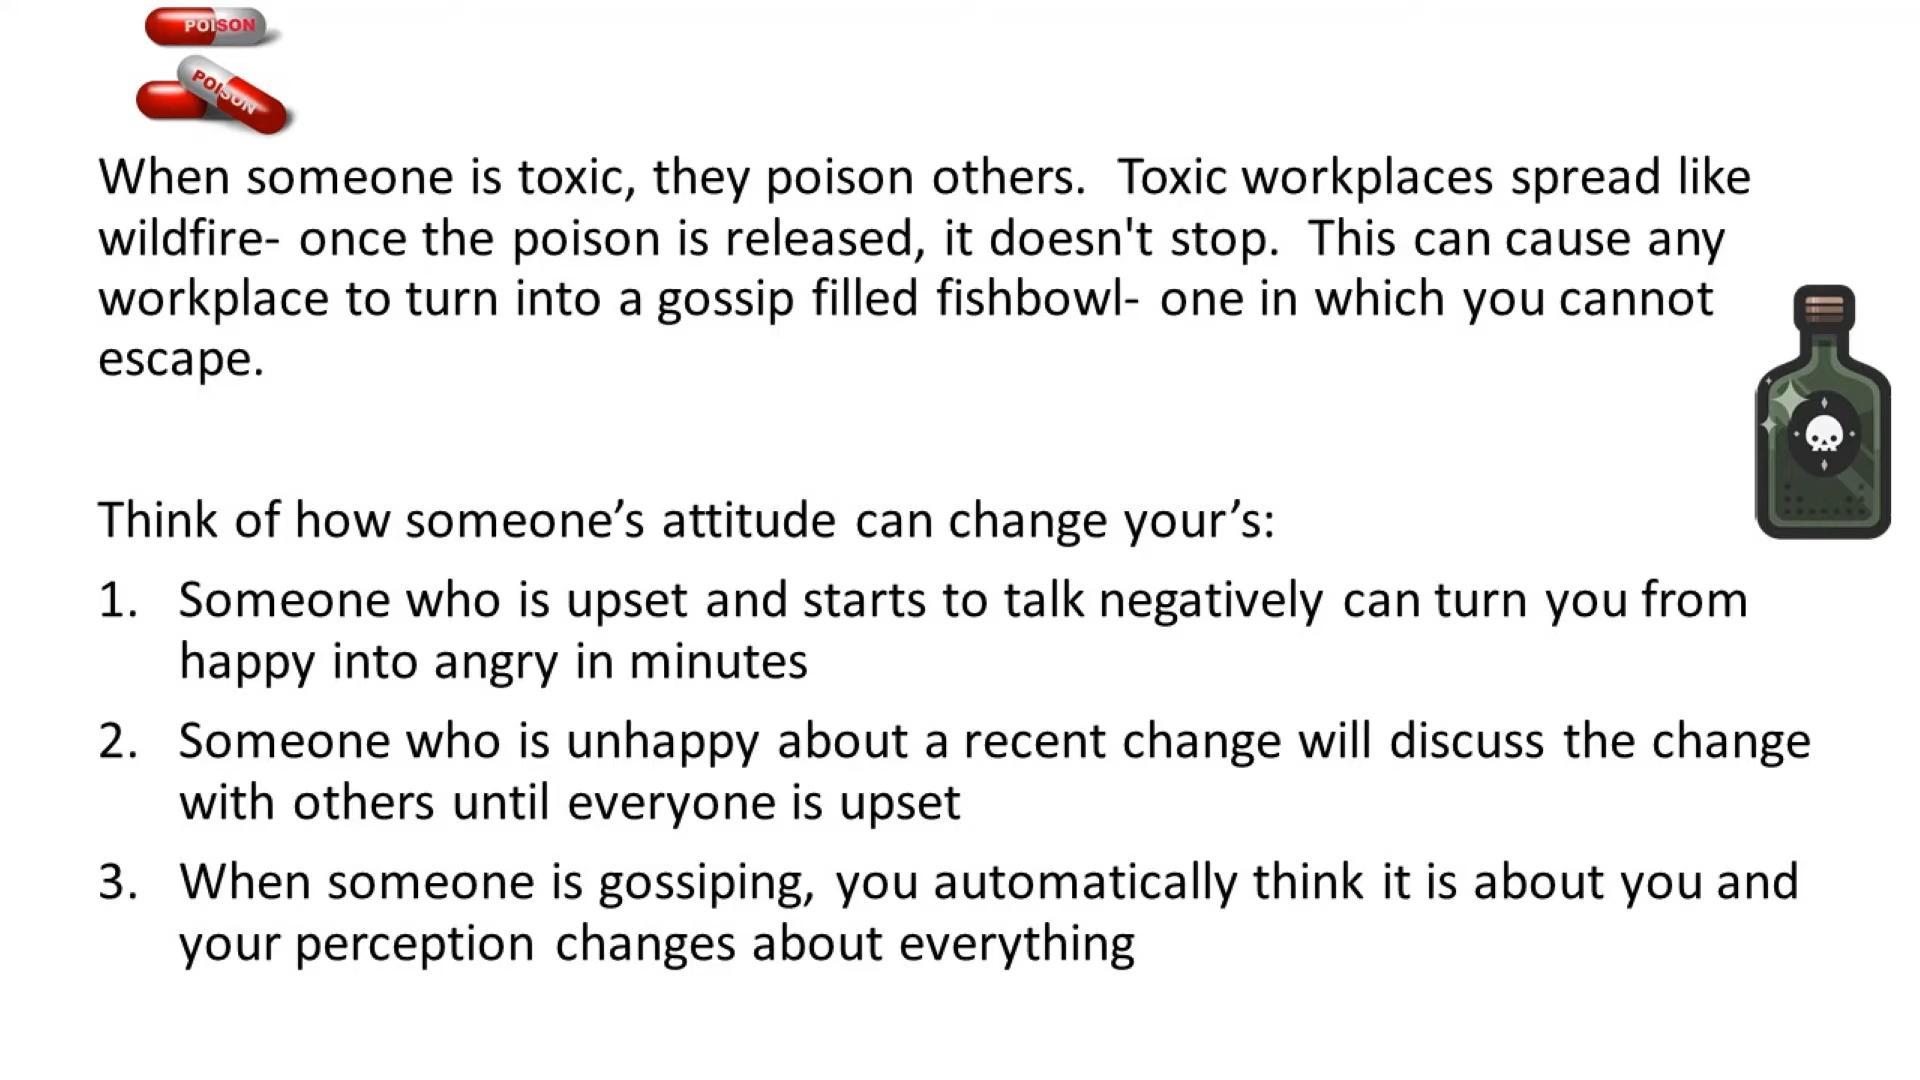 POISON
POISON
When someone is toxic, they poison others.  Toxic workplaces spread like
wildfire- once the poison is released, it doesn't stop.  This can cause any
workplace to turn into a gossip filled fishbowl- one in which you cannot
escape.
Think of how someone’s attitude can change your’s:
1. Someone who is upset and starts to talk negatively can turn you from
happy into angry in minutes
2. Someone who is unhappy about a recent change will discuss the change
with others until everyone is upset
3. When someone is gossiping, you automatically think it is about you and
your perception changes about everything